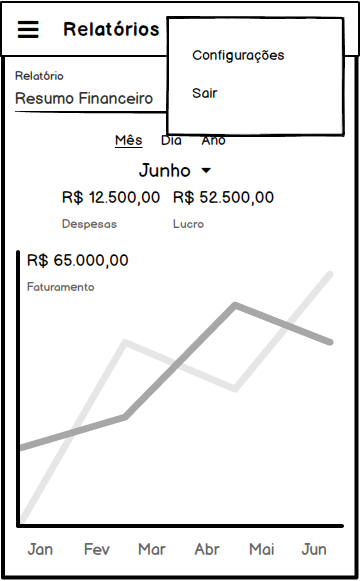 Relatórios
Configurações
Sair
Relatório
Resumo Financeiro
Mês Dia Ano
Junho
R$ 12.500,00 R$ 52.500,00
Despesas Lucro
R$ 65.000,00
Faturamento
Jan Fev Mar Abr Mai Jun